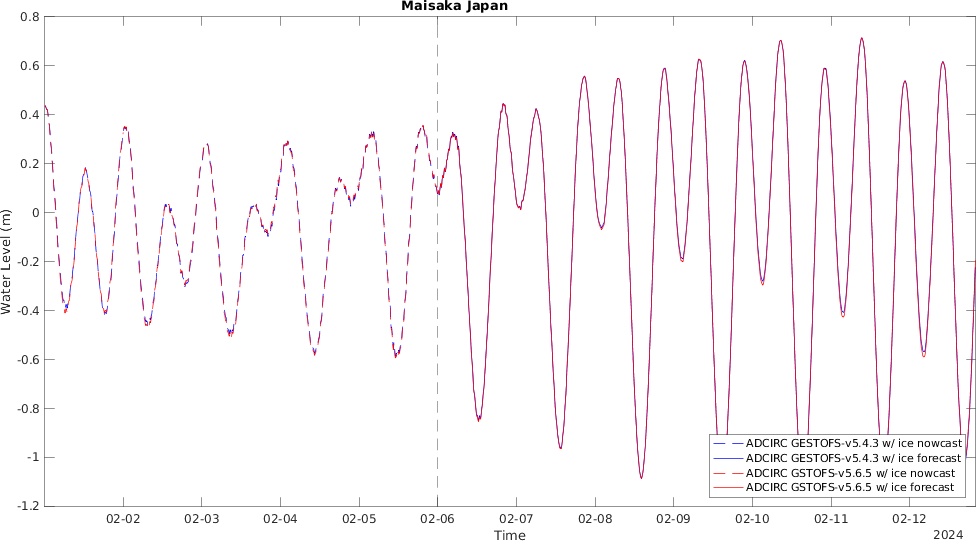 Maisaka Japan
0.8
0.6
0.4
0.2
0
-0.2
-0.4
-0.6
-0.8
-1
-1.2
Water Level (m)
ADCIRC GESTOFS-v5.4.3 w/ ice nowcast
ADCIRC GESTOFS-v5.4.3 w/ ice forecast
ADCIRC GSTOFS-v5.6.5 w/ ice nowcast
ADCIRC GSTOFS-v5.6.5 w/ ice forecast
02-02 02-03 02-04 02-05 02-06 02-07 02-08 02-09 02-10 02-11 02-12
Time
2024